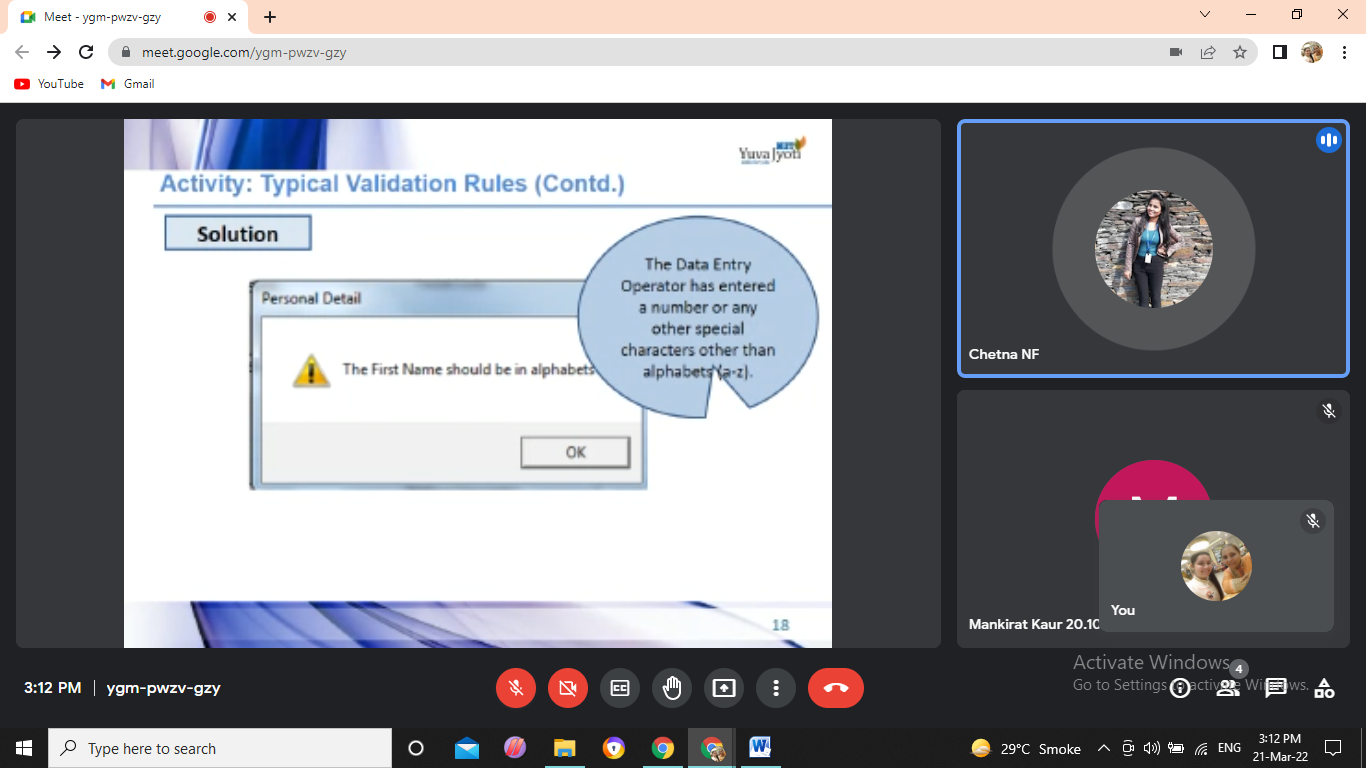 Meet - ygm-pwzv-gzy
meet.google.com/ygm-pwzv-gzy
YouTube
Gmail
Yuva Jyoti
Activity: Typical Validation Rules (Contd.)
Solution
Personal Detail
The First Name should be in alphabets
OK
The Data Entry
Operator has entered
a number or any
other special
characters other than
alphabets (a-z).
18
Chetna NF
Mankirat Kaur 20.10
You
3:12 PM
ygm-pwzv-gzy
Activate Windows
Go to Settings to activate Windows.
4
Type here to search
29°C Smoke
ENG
3:12 PM
21-Mar-22